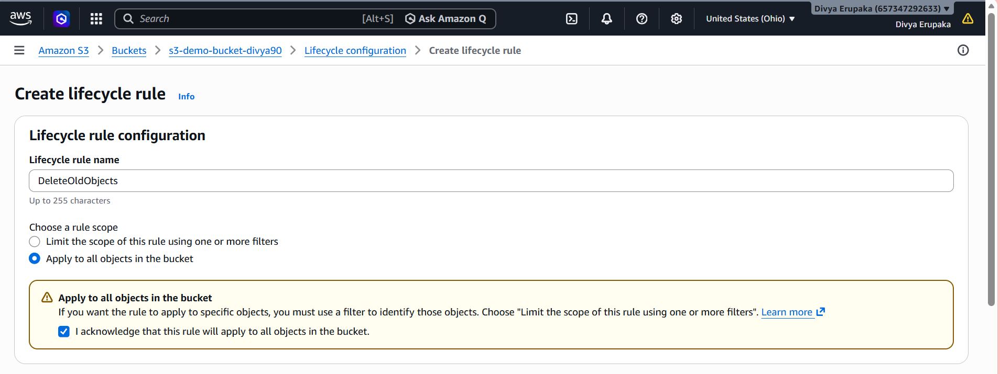 aws
Search [Alt+S] Ask Amazon Q
United States (Ohio)
Divya Erupaka (657347292633)
Divya Erupaka
Amazon S3 > Buckets > s3-demo-bucket-divya90 > Lifecycle configuration > Create lifecycle rule
Create lifecycle rule Info
Lifecycle rule configuration
Lifecycle rule name
DeleteOldObjects
Up to 255 characters
Choose a rule scope
Limit the scope of this rule using one or more filters
Apply to all objects in the bucket
Apply to all objects in the bucket
If you want the rule to apply to specific objects, you must use a filter to identify those objects. Choose "Limit the scope of this rule using one or more filters". Learn more
I acknowledge that this rule will apply to all objects in the bucket.